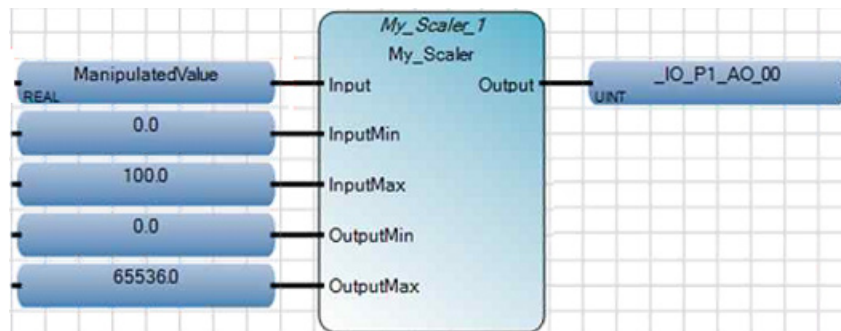 My_Scaler_1
My_Scaler
ManipulatedValue
REAL
Input
Output
_IO_P1_AO_00
UINT
0.0
InputMin
100.0
InputMax
0.0
OutputMin
65536.0
OutputMax